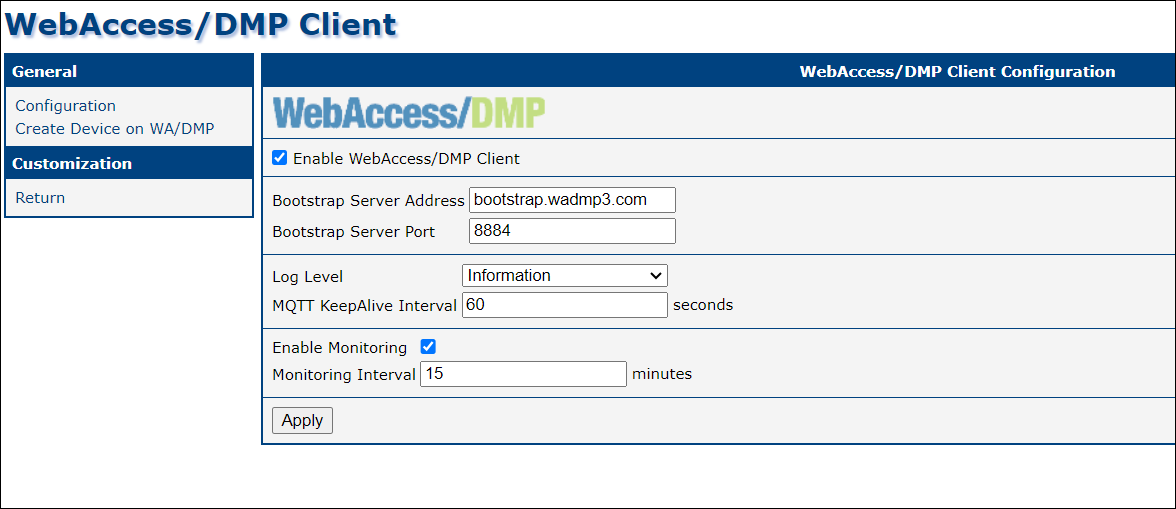 WebAccess/DMP Client
General
Configuration
Create Device on WA/DMP
Customization
Return
WebAccess/DMP Client Configuration
WebAccess/DMP
Enable WebAccess/DMP Client
Bootstrap Server Address bootstrap.wadmp3.com
Bootstrap Server Port 8884
Log Level Information
MQTT KeepAlive Interval 60 seconds
Enable Monitoring
Monitoring Interval 15 minutes
Apply